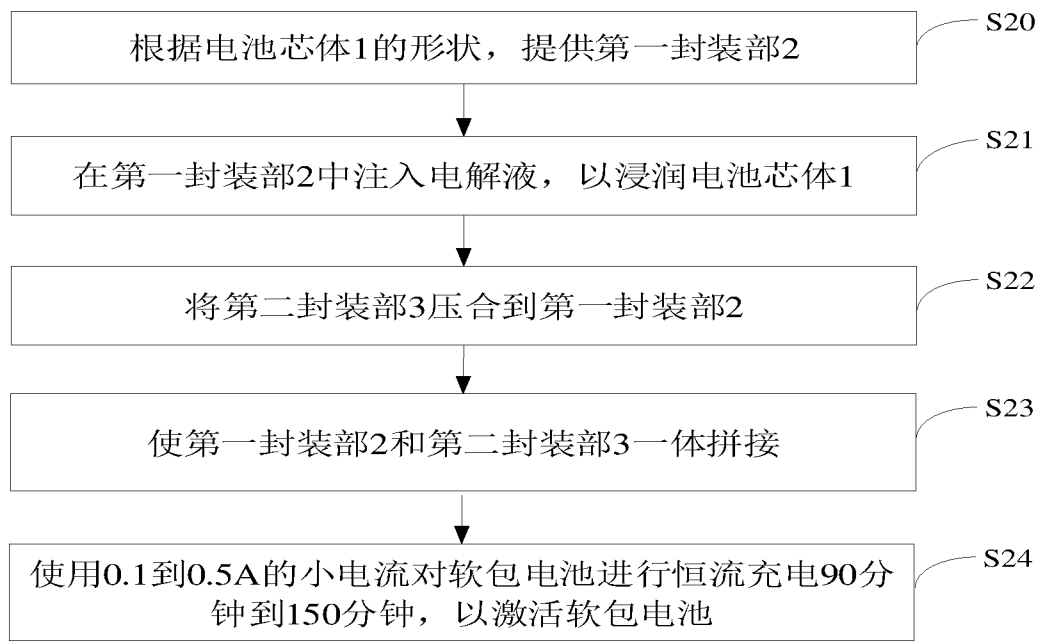 根据电池芯体1的形状，提供第一封装部2
S20
在第一封装部2中注入电解液，以浸润电池芯体1
S21
将第二封装部3压合到第一封装部2
S22
使第一封装部2和第二封装部3一体拼接
S23
使用0.1到0.5A的小电流对软包电池进行恒流充电90分
钟到150分钟，以激活软包电池
S24